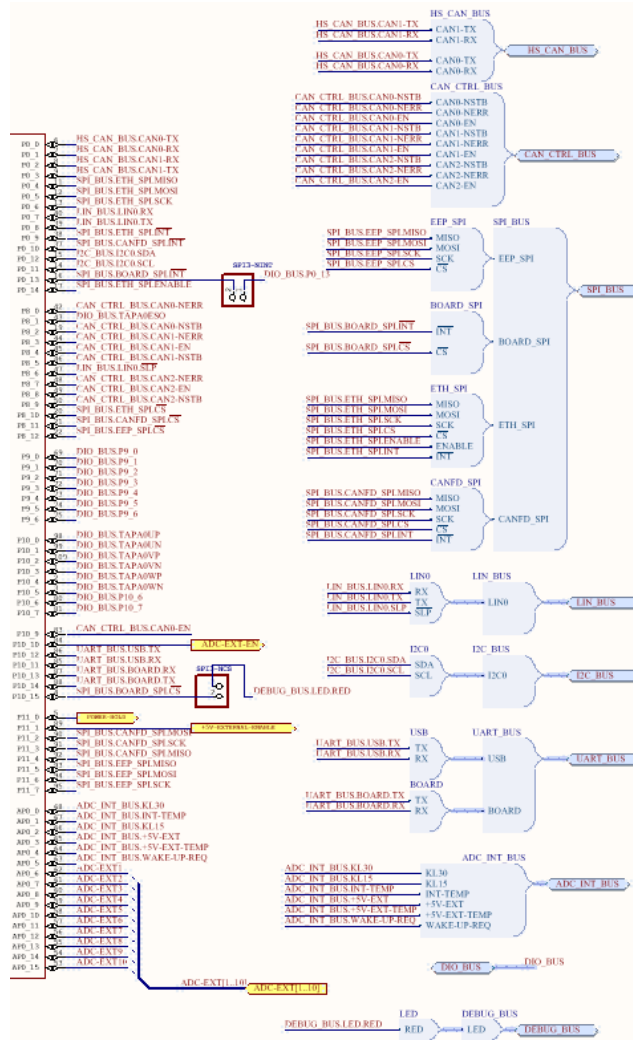 HS_CAN_BUS
HS_CAN_BUS.CAN1-TX
CAN1-TX
HS_CAN_BUS.CAN1-RX
CAN1-RX
HS_CAN_BUS.CAN0-TX
CAN0-TX
HS_CAN_BUS.CAN0-RX
CAN0-RX
HS_CAN_BUS
CAN_CTRL_BUS
CAN_CTRL_BUS.CAN0-NSTB
CAN0-NSTB
CAN_CTRL_BUS.CAN0-NERR
CAN0-NERR
CAN_CTRL_BUS.CAN0-EN
CAN0-EN
CAN_CTRL_BUS.CAN1-NSTB
CAN1-NSTB
CAN_CTRL_BUS.CAN1-NERR
CAN1-NERR
CAN_CTRL_BUS.CAN1-EN
CAN1-EN
CAN_CTRL_BUS.CAN2-NSTB
CAN2-NSTB
CAN_CTRL_BUS.CAN2-NERR
CAN2-NERR
CAN_CTRL_BUS.CAN2-EN
CAN2-EN
CAN_CTRL_BUS
P0_0 HS_CAN_BUS.CAN0-TX
P0_1 HS_CAN_BUS.CAN0-RX
P0_2 HS_CAN_BUS.CAN1-RX
P0_3 HS_CAN_BUS.CAN1-TX
P0_4 SPI_BUS.ETH_SPI.MISO
P0_5 SPI_BUS.ETH_SPI.MOSI
P0_6 SPI_BUS.ETH_SPI.SCK
P0_7 LIN_BUS.LIN0.RX
P0_8 LIN_BUS.LIN0.TX
P0_9 SPI_BUS.ETH_SPI.INT
P0_10 SPI_BUS.CANFD_SPI.INT
P0_11 I2C_BUS.I2C0.SDA
P0_12 I2C_BUS.I2C0.SCL
P0_13 SPI_BUS.BOARD_SPI.INT
P0_14 SPI_BUS.ETH_SPI.ENABLE
DIO_BUS.P0_13
EEP_SPI
SPI_BUS
SPI_BUS.EEP_SPI.MISO
MISO
SPI_BUS.EEP_SPI.MOSI
MOSI
SPI_BUS.EEP_SPI.SCK
SCK
SPI_BUS.EEP_SPI.CS
CS
EEP_SPI
SPI_BUS
P8_0 CAN_CTRL_BUS.CAN0-NERR
P8_1 DIO_BUS.TAPA0ESO
P8_2 CAN_CTRL_BUS.CAN0-NSTB
P8_3 CAN_CTRL_BUS.CAN1-NERR
P8_4 CAN_CTRL_BUS.CAN1-EN
P8_5 CAN_CTRL_BUS.CAN1-NSTB
P8_6 LIN_BUS.LIN0.SLP
P8_7 CAN_CTRL_BUS.CAN2-NERR
P8_8 CAN_CTRL_BUS.CAN2-EN
P8_9 CAN_CTRL_BUS.CAN2-NSTB
P8_10 SPI_BUS.ETH_SPI.CS
P8_11 SPI_BUS.CANFD_SPI.CS
P8_12 SPI_BUS.EEP_SPI.CS
BOARD_SPI
SPI_BUS.BOARD_SPI.INT
INT
SPI_BUS.BOARD_SPI.CS
CS
BOARD_SPI
ETH_SPI
SPI_BUS.ETH_SPI.MISO
MISO
SPI_BUS.ETH_SPI.MOSI
MOSI
SPI_BUS.ETH_SPI.SCK
SCK
SPI_BUS.ETH_SPI.CS
CS
SPI_BUS.ETH_SPI.ENABLE
ENABLE
SPI_BUS.ETH_SPI.INT
INT
ETH_SPI
P9_0 DIO_BUS.P9_0
P9_1 DIO_BUS.P9_1
P9_2 DIO_BUS.P9_2
P9_3 DIO_BUS.P9_3
P9_4 DIO_BUS.P9_4
P9_5 DIO_BUS.P9_5
P9_6 DIO_BUS.P9_6
CANFD_SPI
SPI_BUS.CANFD_SPI.MISO
MISO
SPI_BUS.CANFD_SPI.MOSI
MOSI
SPI_BUS.CANFD_SPI.SCK
SCK
SPI_BUS.CANFD_SPI.CS
CS
SPI_BUS.CANFD_SPI.INT
INT
CANFD_SPI
P10_0 DIO_BUS.TAPA0UP
P10_1 DIO_BUS.TAPA0UN
P10_2 DIO_BUS.TAPA0VP
P10_3 DIO_BUS.TAPA0VN
P10_4 DIO_BUS.TAPA0WP
P10_5 DIO_BUS.TAPA0WN
P10_6 DIO_BUS.P10_6
P10_7 DIO_BUS.P10_7
P10_9 CAN_CTRL_BUS.CAN0-EN
P10_10 ADC-EXT-EN
P10_11 UART_BUS.USB.TX
P10_12 UART_BUS.USB.RX
P10_13 UART_BUS.BOARD.RX
P10_14 UART_BUS.BOARD.TX
P10_15 SPI_BUS.BOARD_SPI.CS
DEBUG_BUS.LED.RED
LIN0
LIN_BUS
LIN_BUS.LIN0.RX
RX
LIN_BUS.LIN0.TX
TX
LIN_BUS.LIN0.SLP
SLP
LIN0
LIN_BUS
I2C0
I2C_BUS
I2C_BUS.I2C0.SDA
SDA
I2C_BUS.I2C0.SCL
SCL
I2C0
I2C_BUS
P11_0 POWER-HOLD
P11_1 +5V-EXTERNAL-ENABLE
P11_2 SPI_BUS.CANFD_SPI.MOSI
P11_3 SPI_BUS.CANFD_SPI.SCK
P11_4 SPI_BUS.CANFD_SPI.MISO
P11_5 SPI_BUS.EEP_SPI.MISO
P11_6 SPI_BUS.EEP_SPI.MOSI
P11_7 SPI_BUS.EEP_SPI.SCK
USB
UART_BUS
UART_BUS.USB.TX
TX
UART_BUS.USB.RX
RX
USB
UART_BUS
BOARD
UART_BUS.BOARD.TX
TX
UART_BUS.BOARD.RX
RX
BOARD
AP0_0 ADC_INT_BUS.KL30
AP0_1 ADC_INT_BUS.INT-TEMP
AP0_2 ADC_INT_BUS.KL15
AP0_3 ADC_INT_BUS.+5V-EXT
AP0_4 ADC_INT_BUS.+5V-EXT-TEMP
AP0_5 ADC_INT_BUS.WAKE-UP-REQ
AP0_6 ADC-EXT1
AP0_7 ADC-EXT2
AP0_8 ADC-EXT3
AP0_9 ADC-EXT4
AP0_10 ADC-EXT5
AP0_11 ADC-EXT6
AP0_12 ADC-EXT7
AP0_13 ADC-EXT8
AP0_14 ADC-EXT9
AP0_15 ADC-EXT10
ADC-EXT[1..10]
ADC-EXT[1..10]
ADC_INT_BUS
ADC_INT_BUS.KL30
KL30
ADC_INT_BUS.KL15
KL15
ADC_INT_BUS.INT-TEMP
INT-TEMP
ADC_INT_BUS.+5V-EXT
+5V-EXT
ADC_INT_BUS.+5V-EXT-TEMP
+5V-EXT-TEMP
ADC_INT_BUS.WAKE-UP-REQ
WAKE-UP-REQ
ADC_INT_BUS
DIO_BUS
DIO_BUS
LED
DEBUG_BUS
DEBUG_BUS.LED.RED
RED
LED
DEBUG_BUS